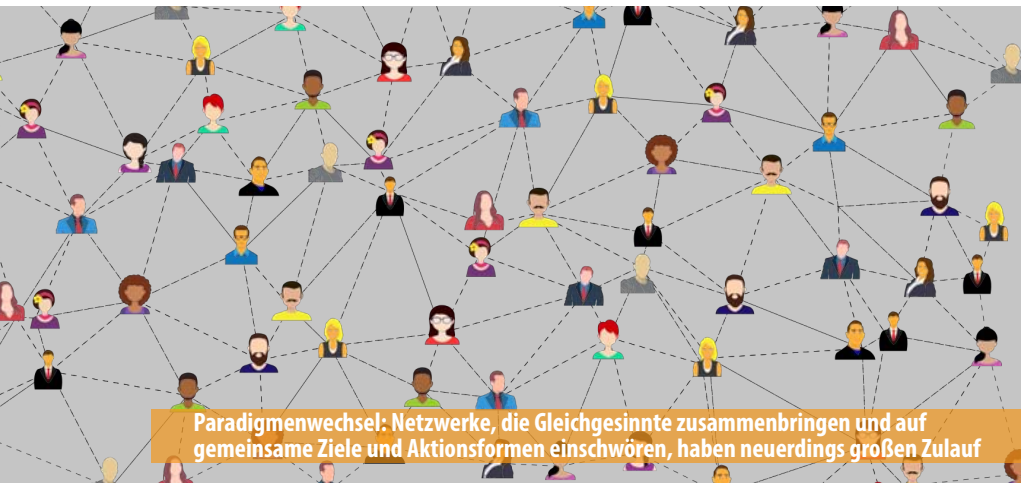 Paradigmenwechsel: Netzwerke, die Gleichgesinnte zusammenbringen und auf
gemeinsame Ziele und Aktionsformen einschwören, haben neuerdings großen Zulauf